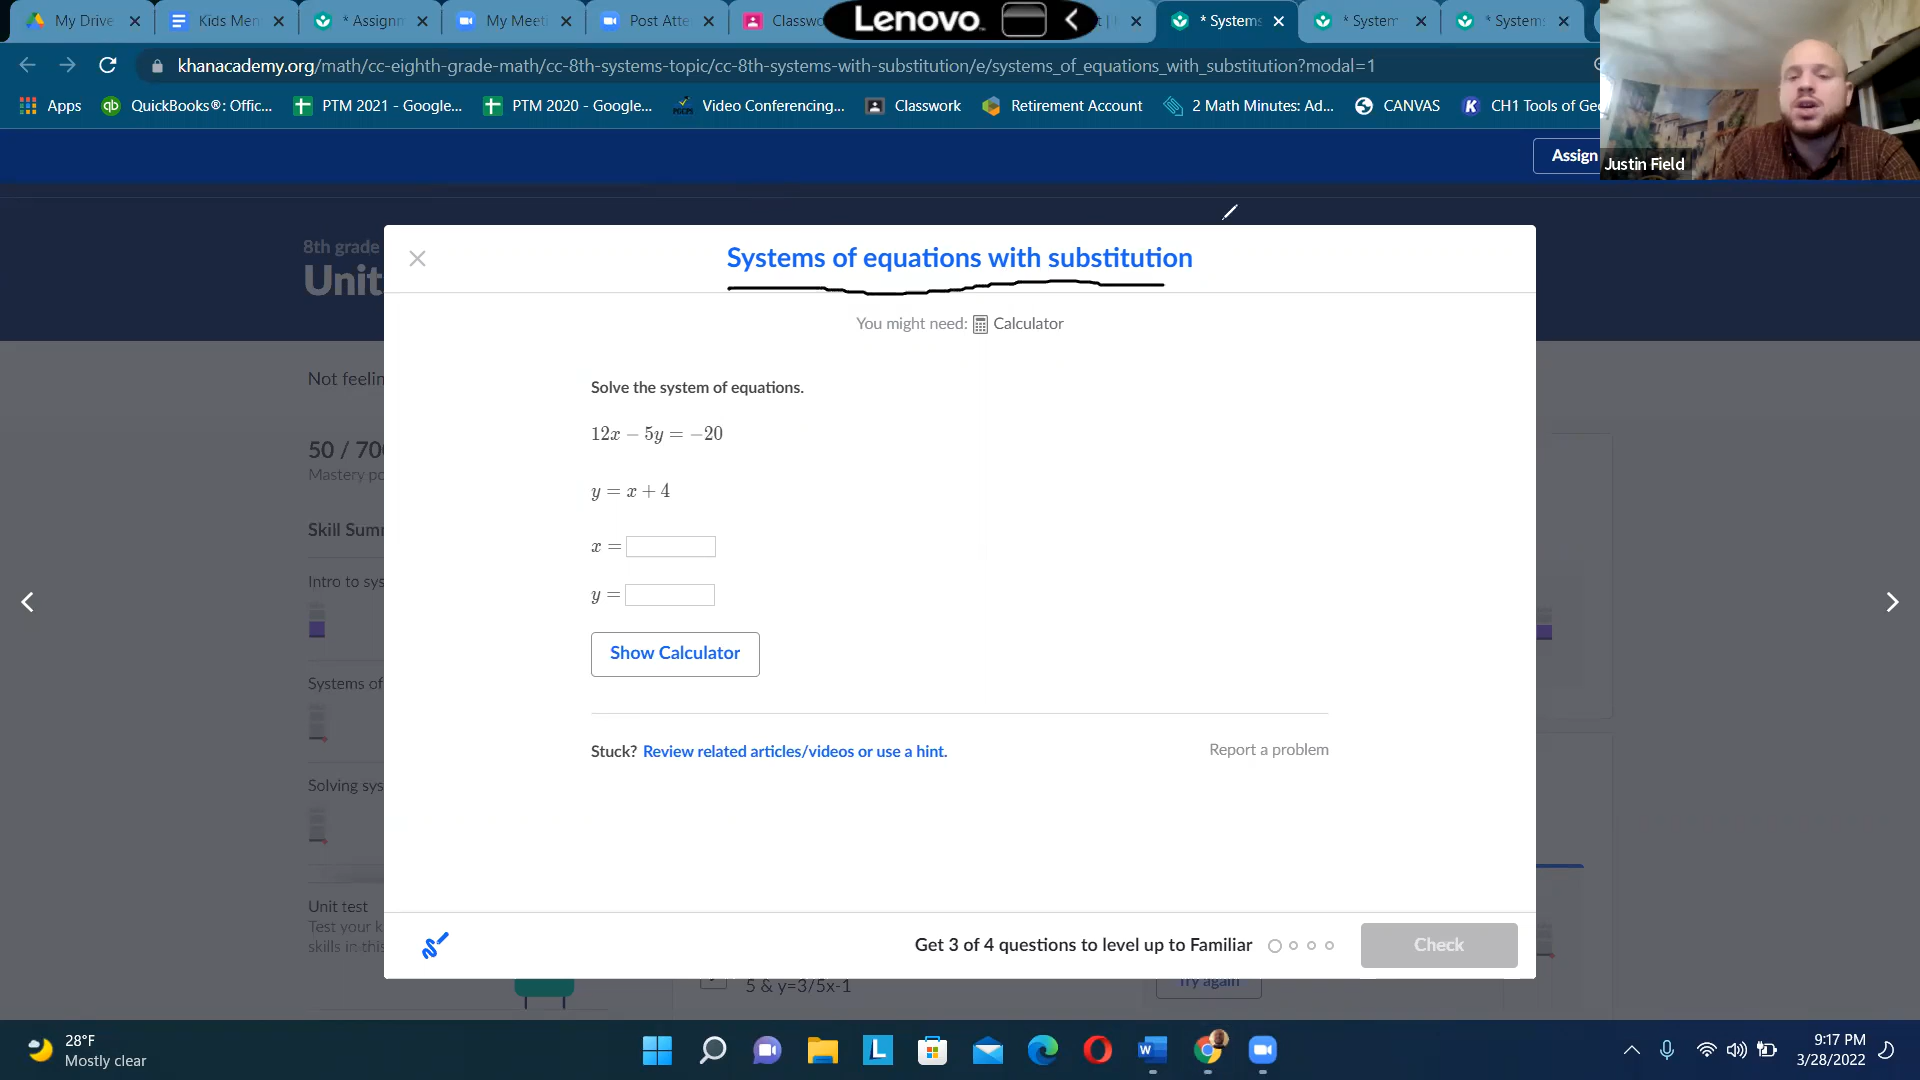 My Drive
Kids Men
* Assignm
My Meeti
Post Atte
Classwo
Lenovo
* Systems
* System
* System
khanacademy.org/math/cc-eighth-grade-math/cc-8th-systems-topic/cc-8th-systems-with-substitution/e/systems_of_equations_with_substitution?modal=1
Apps
QuickBooks®: Offic...
PTM 2021 - Google...
PTM 2020 - Google...
Video Conferencing...
Classwork
Retirement Account
2 Math Minutes: Ad...
CANVAS
CH1 Tools of Geo
Assign
Justin Field
8th grade
Unit
Systems of equations with substitution
You might need: Calculator
Not feelin
Solve the system of equations.
12x − 5y = −20
50 / 700
Mastery po
y = x + 4
Skill Summ
x =
Intro to sys
y =
Show Calculator
Systems of
Stuck? Review related articles/videos or use a hint.
Report a problem
Solving sys
Unit test
Test your k
skills in this
Get 3 of 4 questions to level up to Familiar
Check
5 & y=3/5x-1
Try again
28°F
Mostly clear
9:17 PM
3/28/2022